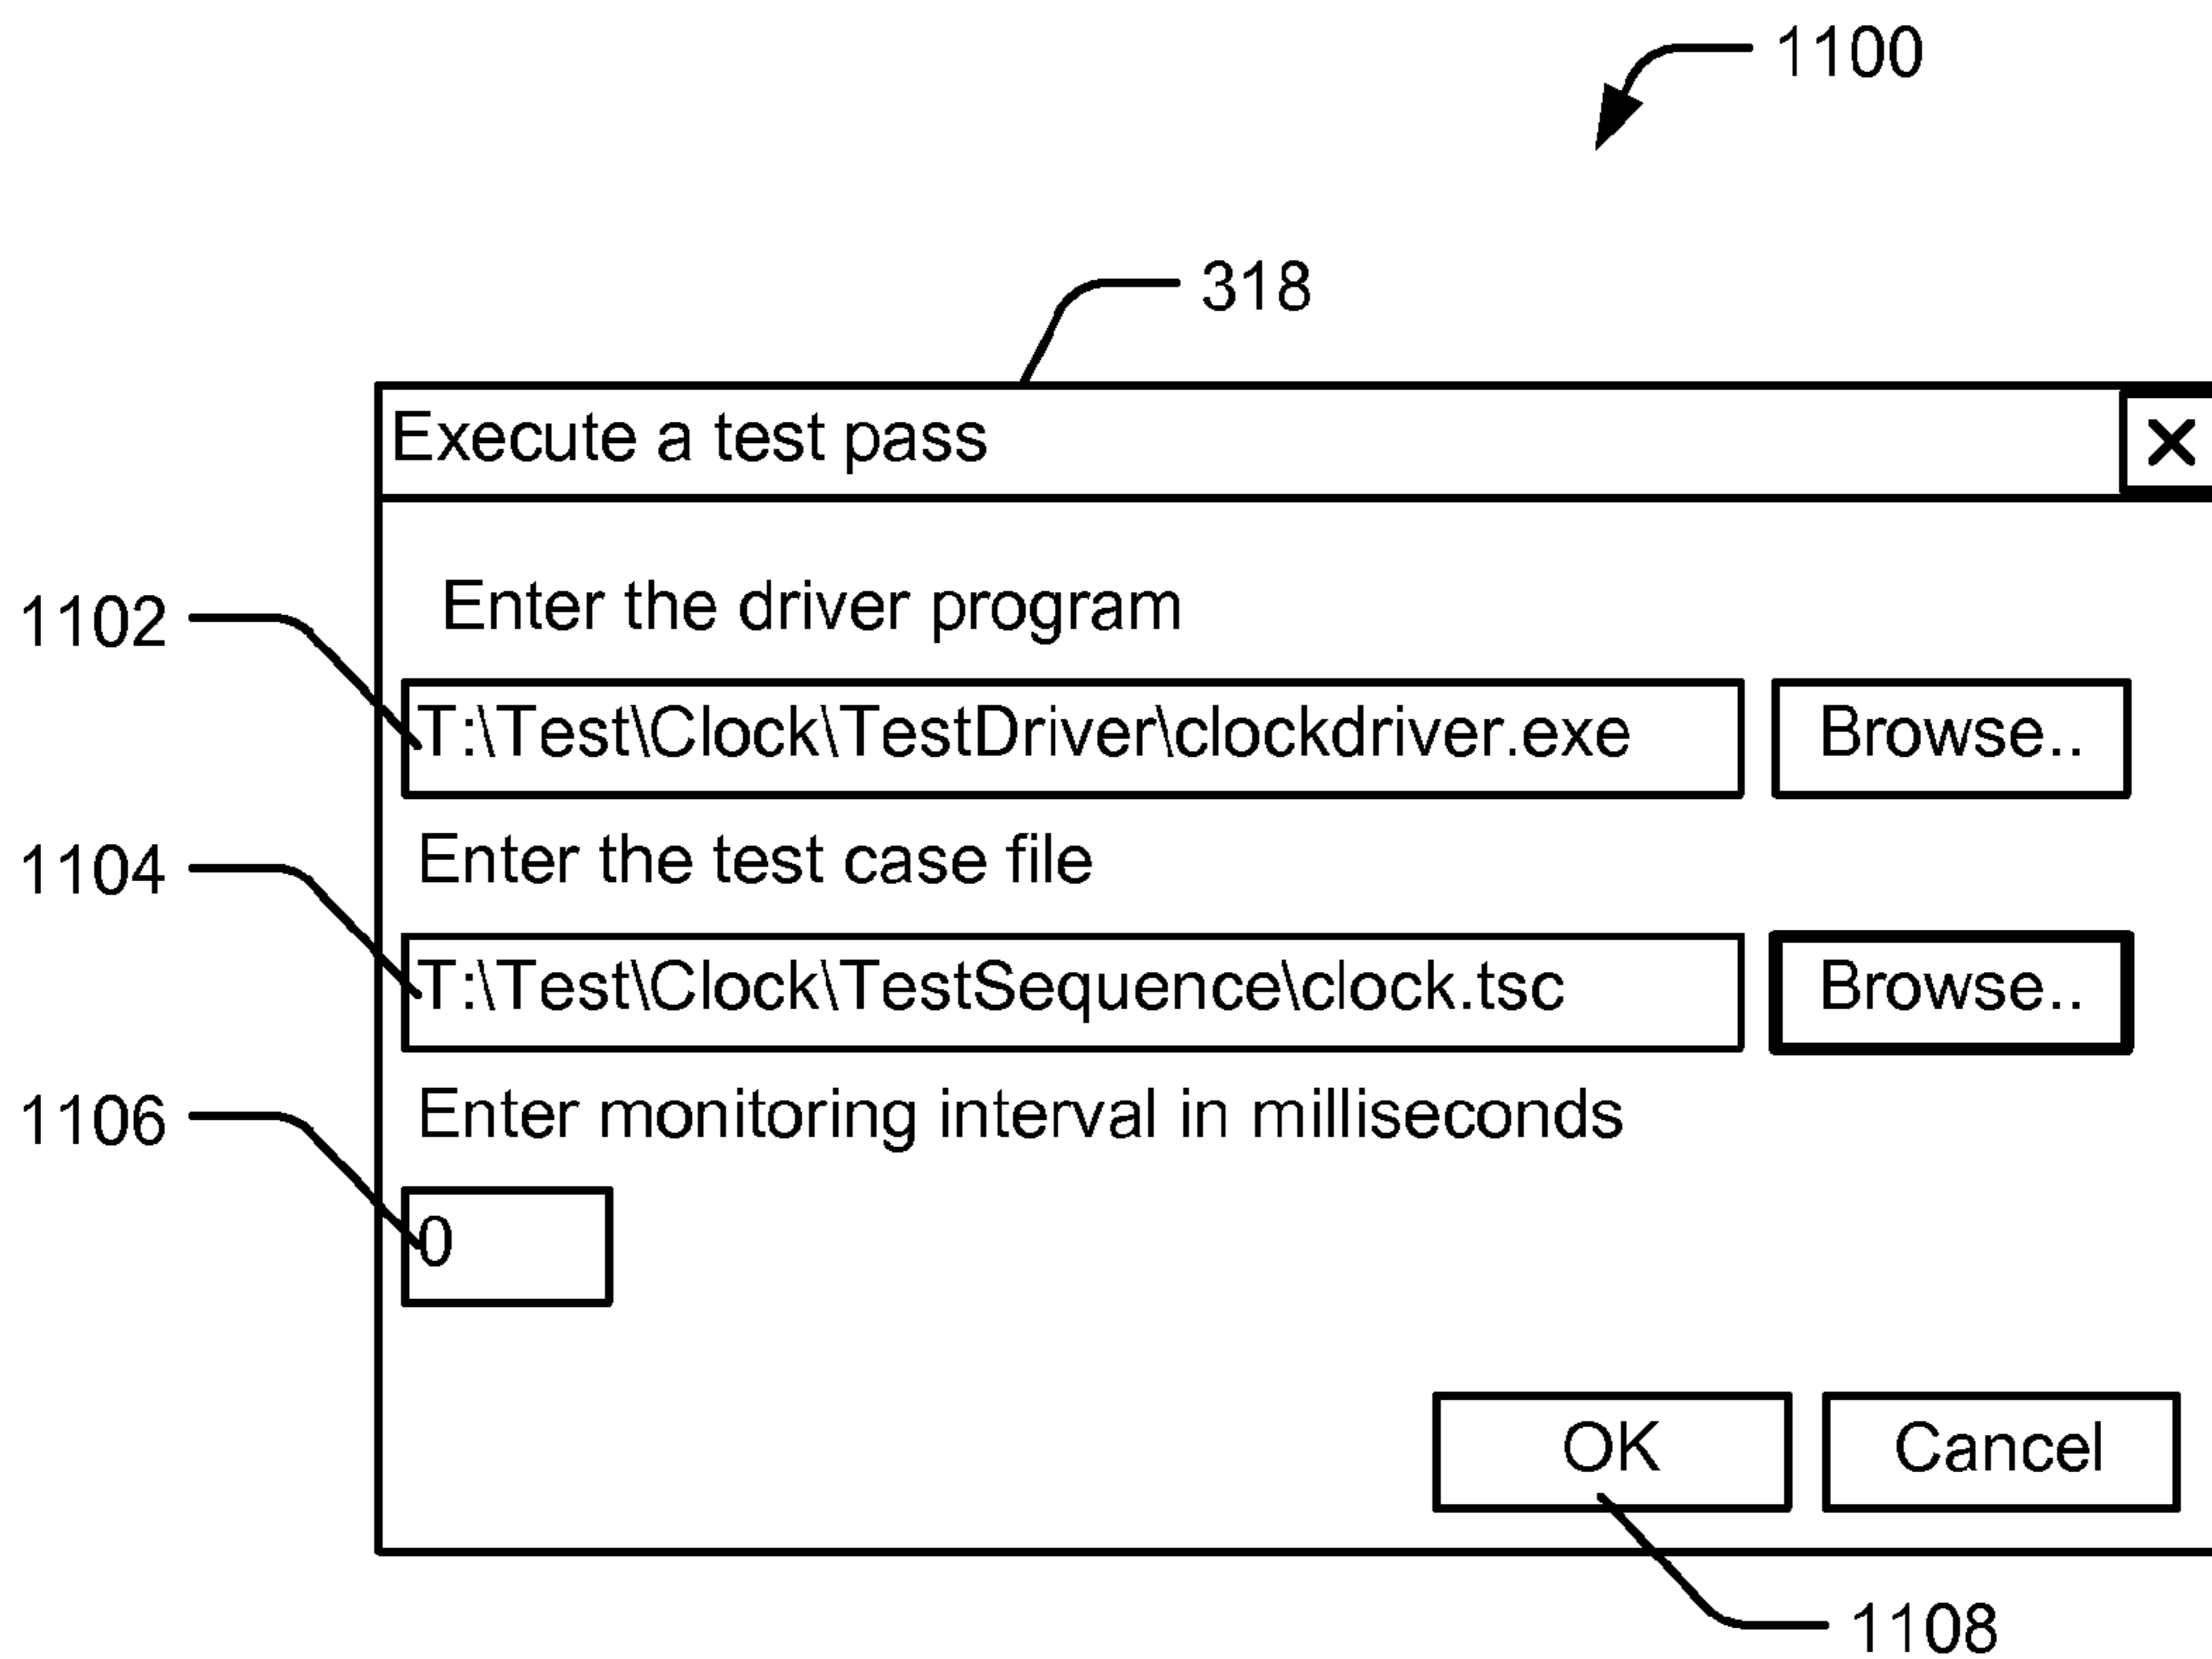 1100
318
Execute a test pass
Enter the driver program
1102
T:\Test\Clock\TestDriver\clockdriver.exe Browse..
Enter the test case file
1104
T:\Test\Clock\TestSequence\clock.tsc Browse..
Enter monitoring interval in milliseconds
1106
0
OK Cancel
1108